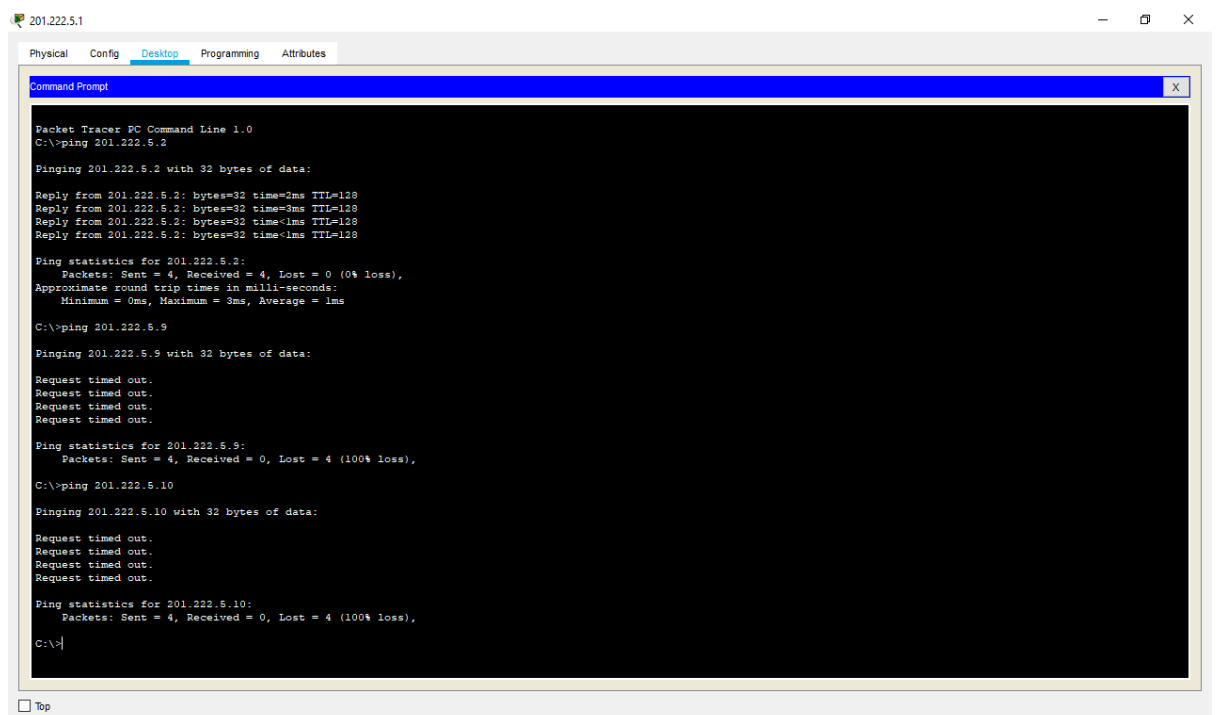 201.222.5.1
Physical Config Desktop Programming Attributes
Command Prompt
X
Packet Tracer PC Command Line 1.0
C:\>ping 201.222.5.2
Pinging 201.222.5.2 with 32 bytes of data:
Reply from 201.222.5.2: bytes=32 time=2ms TTL=128
Reply from 201.222.5.2: bytes=32 time=3ms TTL=128
Reply from 201.222.5.2: bytes=32 time<1ms TTL=128
Reply from 201.222.5.2: bytes=32 time<1ms TTL=128
Ping statistics for 201.222.5.2:
Packets: Sent = 4, Received = 4, Lost = 0 (0% loss),
Approximate round trip times in milli-seconds:
Minimum = 0ms, Maximum = 3ms, Average = 1ms
C:\>ping 201.222.5.9
Pinging 201.222.5.9 with 32 bytes of data:
Request timed out.
Request timed out.
Request timed out.
Request timed out.
Ping statistics for 201.222.5.9:
Packets: Sent = 4, Received = 0, Lost = 4 (100% loss),
C:\>ping 201.222.5.10
Pinging 201.222.5.10 with 32 bytes of data:
Request timed out.
Request timed out.
Request timed out.
Request timed out.
Ping statistics for 201.222.5.10:
Packets: Sent = 4, Received = 0, Lost = 4 (100% loss),
C:\>
Top